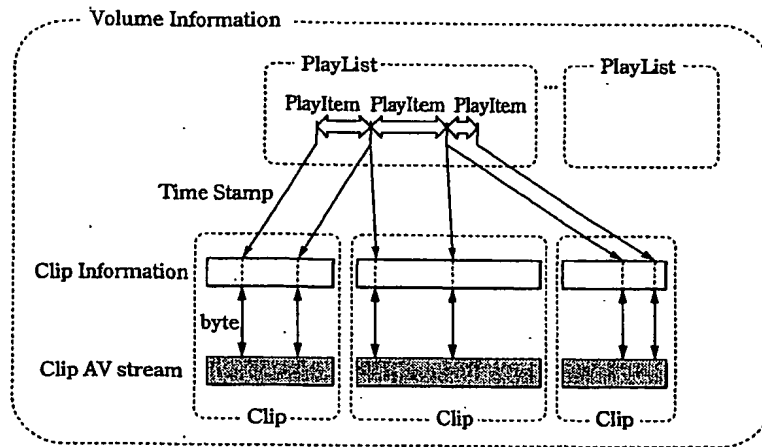 Volume Information
PlayList
PlayList
...
PlayItem PlayItem PlayItem
Time Stamp
Clip Information
byte
Clip AV stream
Clip
Clip
Clip